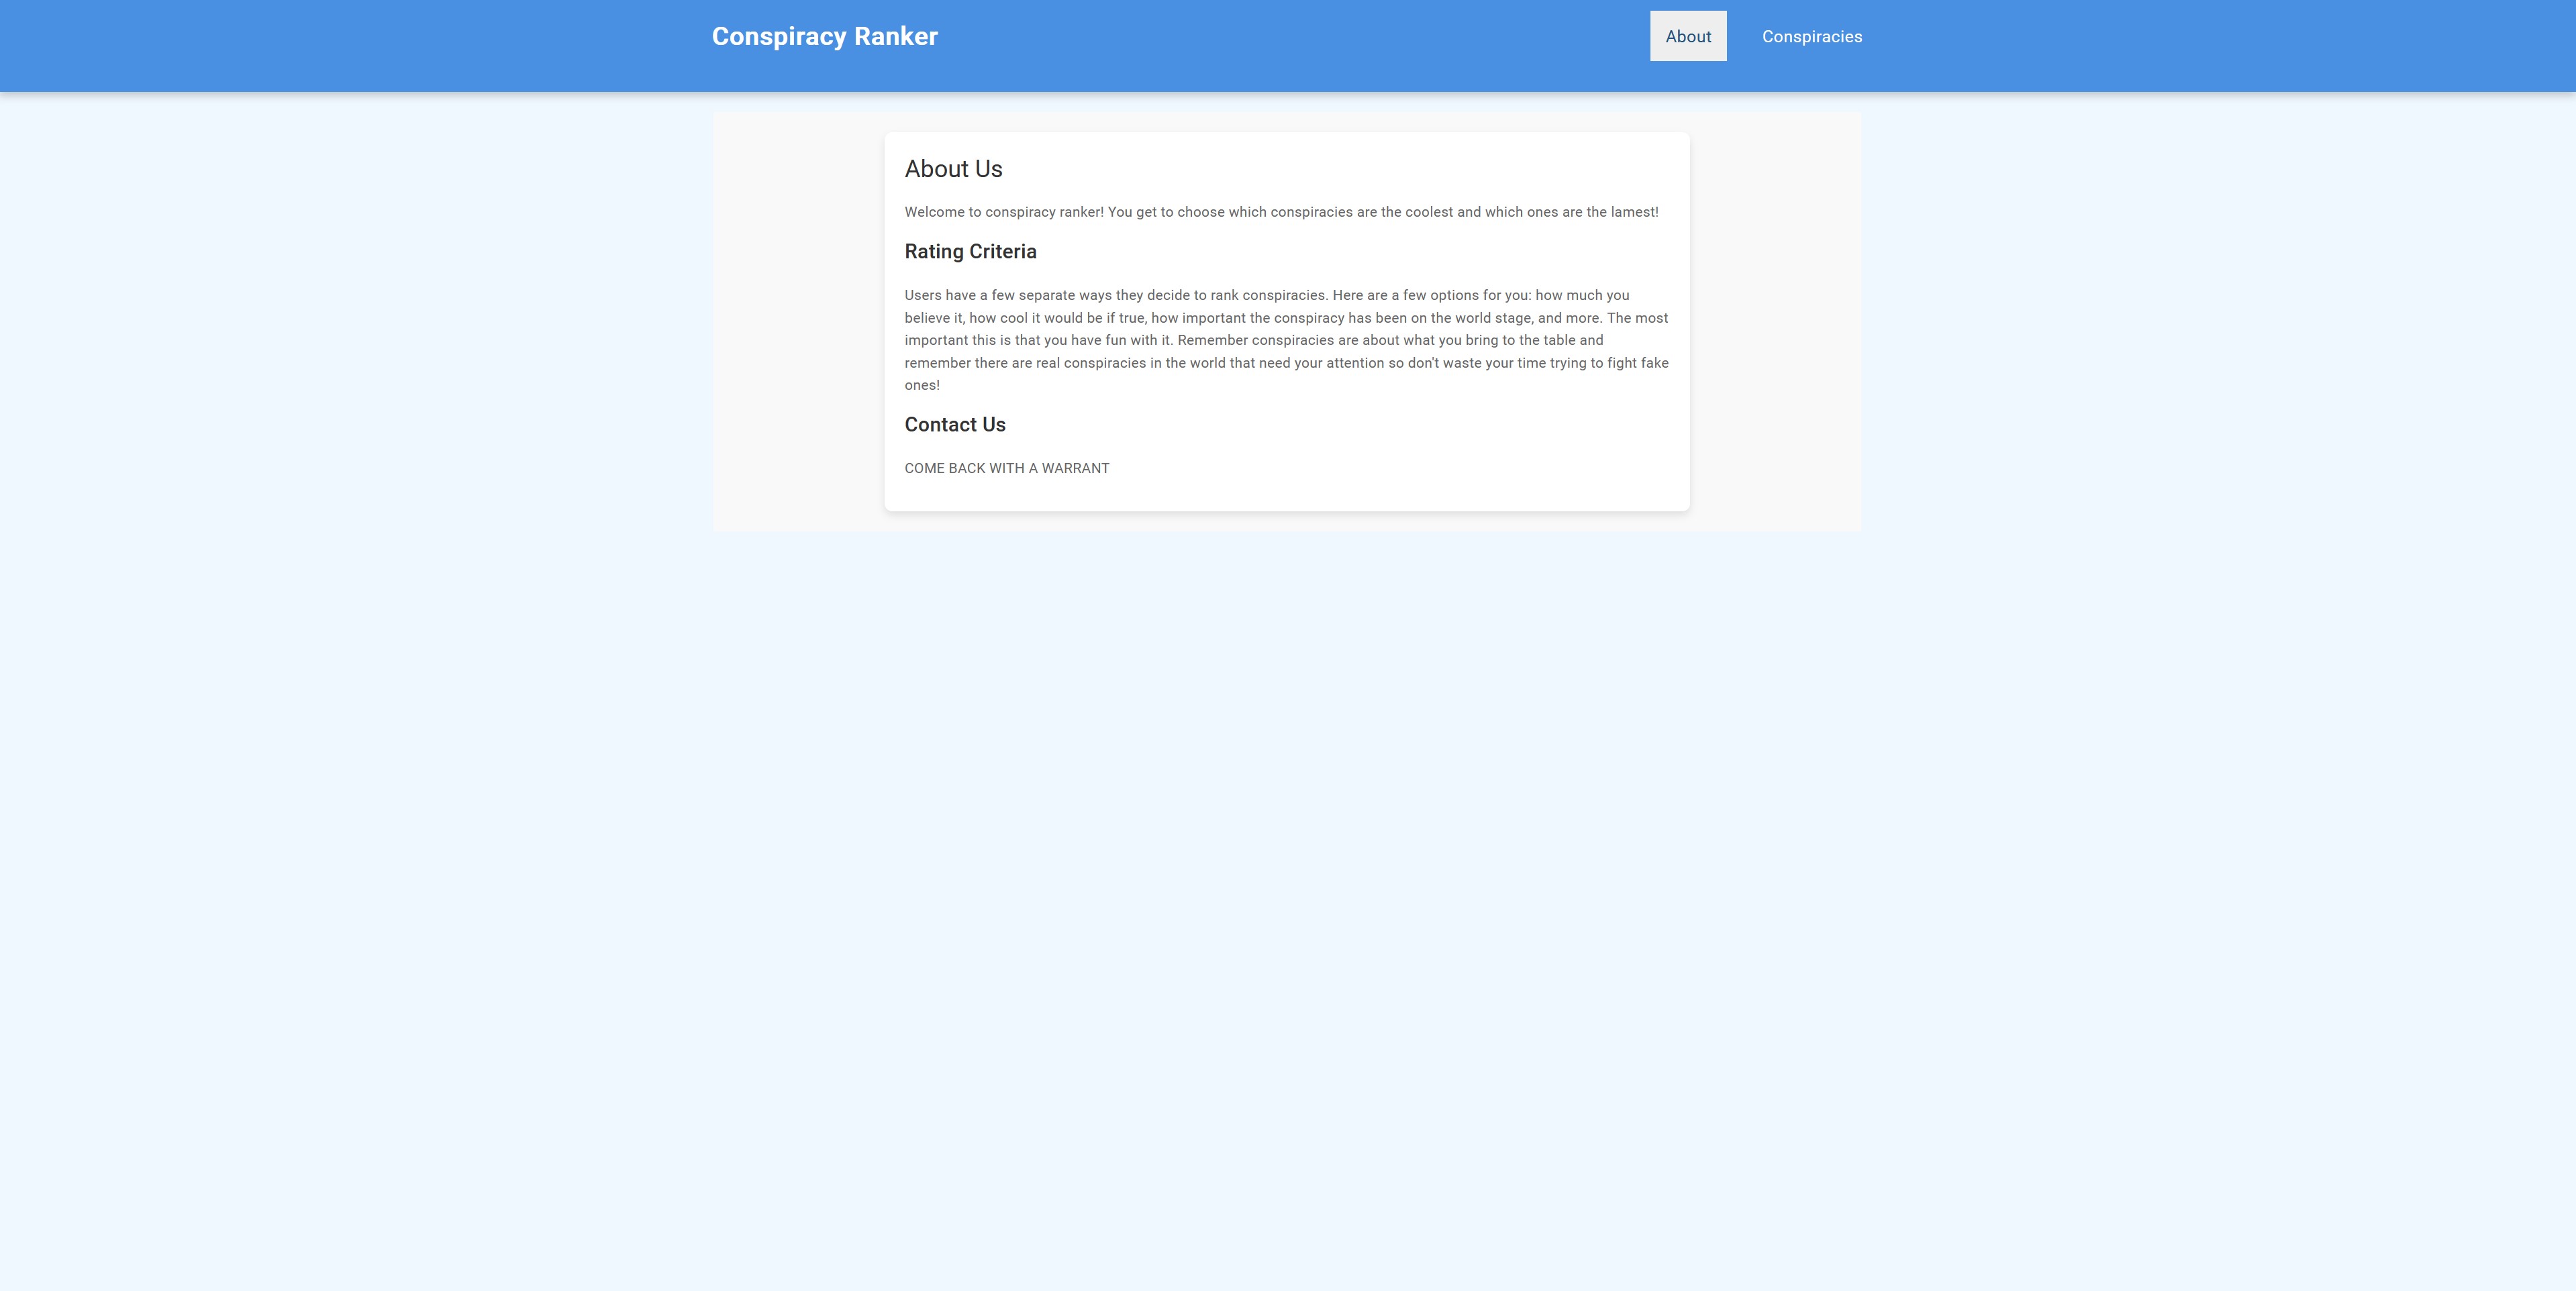 Conspiracy Ranker
About
Conspiracies
About Us
Welcome to conspiracy ranker! You get to choose which conspiracies are the coolest and which ones are the lamest!
Rating Criteria
Users have a few separate ways they decide to rank conspiracies. Here are a few options for you: how much you
believe it, how cool it would be if true, how important the conspiracy has been on the world stage, and more. The most
important this is that you have fun with it. Remember conspiracies are about what you bring to the table and
remember there are real conspiracies in the world that need your attention so don't waste your time trying to fight fake
ones!
Contact Us
COME BACK WITH A WARRANT